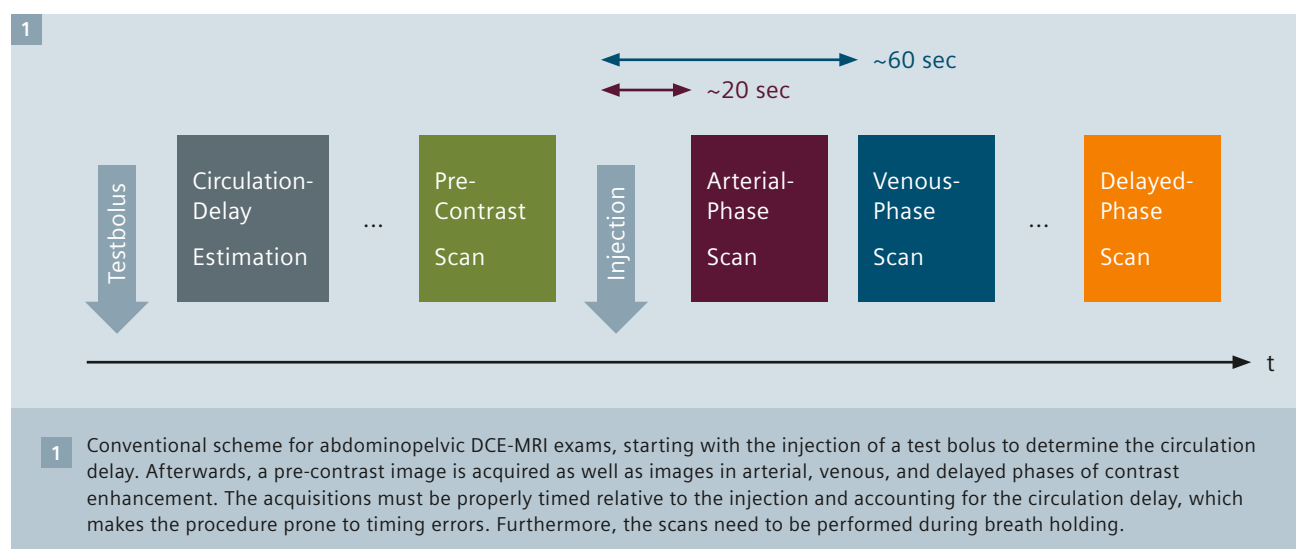 1
~60 sec
~20 sec
Testbolus
Circulation-
Delay
Estimation
...
Pre-
Contrast
Scan
Injection
Arterial-
Phase
Scan
Venous-
Phase
Scan
...
Delayed-
Phase
Scan
t
1 Conventional scheme for abdominopelvic DCE-MRI exams, starting with the injection of a test bolus to determine the circulation
delay. Afterwards, a pre-contrast image is acquired as well as images in arterial, venous, and delayed phases of contrast
enhancement. The acquisitions must be properly timed relative to the injection and accounting for the circulation delay, which
makes the procedure prone to timing errors. Furthermore, the scans need to be performed during breath holding.